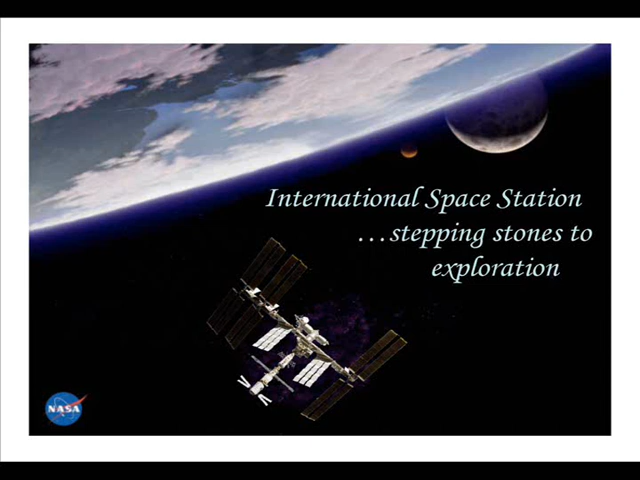 International Space Station
...stepping stones to
exploration
NASA